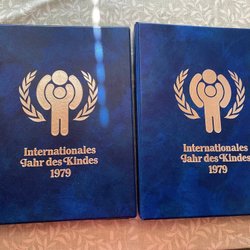 Internationales
Jahr des Kindes
1979
Internationales
Jahr des Kindes
1979